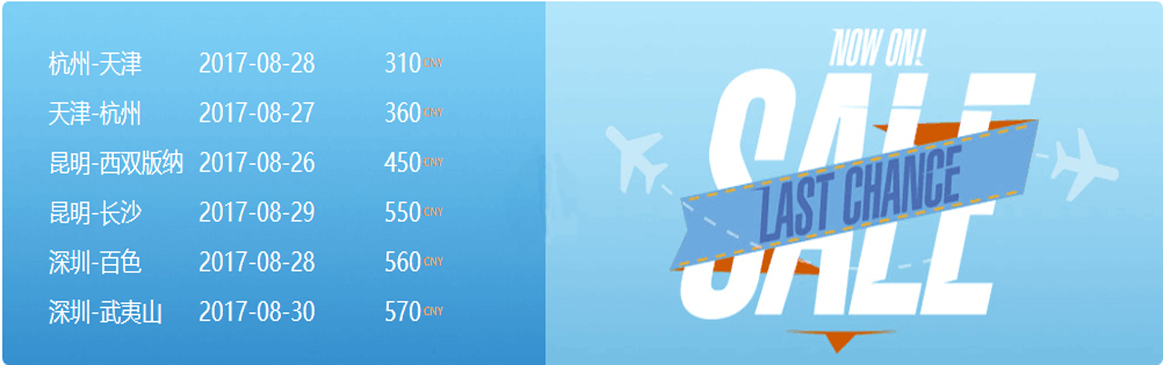 杭州-天津 2017-08-28 310CNY
天津-杭州 2017-08-27 360CNY
昆明-西双版纳 2017-08-26 450CNY
昆明-长沙 2017-08-29 550CNY
深圳-百色 2017-08-28 560CNY
深圳-武夷山 2017-08-30 570CNY
NOW ON!
SALE
LAST CHANCE
SALE